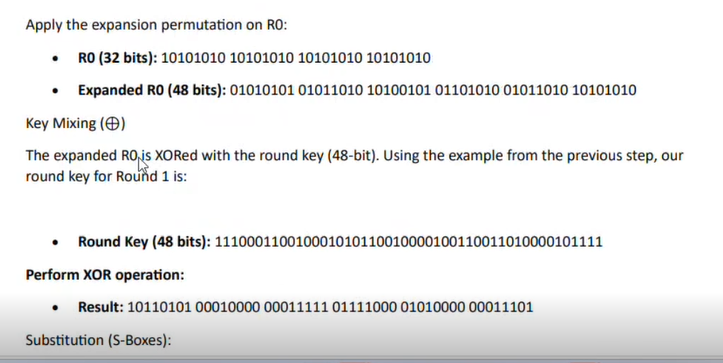 Apply the expansion permutation on R0:
• R0 (32 bits): 10101010 10101010 10101010 10101010
• Expanded R0 (48 bits): 01010101 01011010 10100101 01101010 01011010 10101010
Key Mixing (⊕)
The expanded R0 is XORed with the round key (48-bit). Using the example from the previous step, our
round key for Round 1 is:
• Round Key (48 bits): 111000110010001010110010000100110011010000101111
Perform XOR operation:
• Result: 10110101 00010000 00011111 01111000 01010000 00011101
Substitution (S-Boxes):